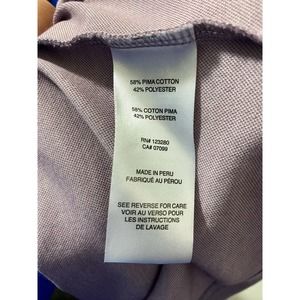 58% PIMA COTTON
42% POLYESTER
58% COTON PIMA
42% POLYESTER
RN# 123280
CA# 07099
MADE IN PERU
FABRIQUÉ AU PÉROU
SEE REVERSE FOR CARE
VOIR AU VERSO POUR
LES INSTRUCTIONS
DE LAVAGE